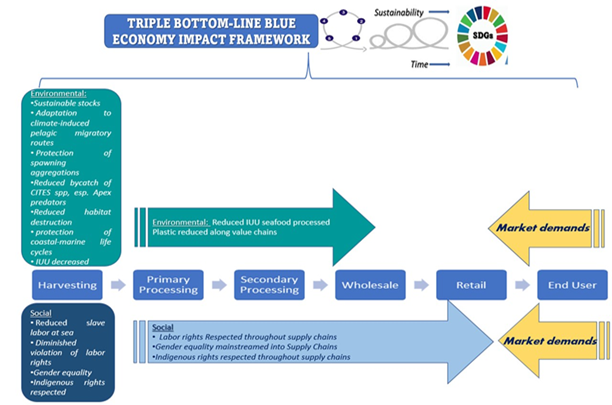 TRIPLE BOTTOM-LINE BLUE
ECONOMY IMPACT FRAMEWORK
Sustainability
Time
SDGs
Environmental:
•Sustainable stocks
• Adaptation to
climate-induced
pelagic migratory
routes
• Protection of
spawning
aggregations
•Reduced bycatch of
CITES spp, esp. Apex
predators
•Reduced habitat
destruction
• protection of
coastal-marine life
cycles
• IUU decreased
Environmental: Reduced IUU seafood processed
Plastic reduced along value chains
Market demands
Harvesting
Primary
Processing
Secondary
Processing
Wholesale
Retail
End User
Social
• Reduced slave
labor at sea
• Diminished
violation of labor
rights
•Gender equality
•Indigenous rights
respected
Social
• Labor rights Respected throughout supply chains
•Gender equality mainstreamed into Supply Chains
•Indigenous rights respected throughout supply chains
Market demands